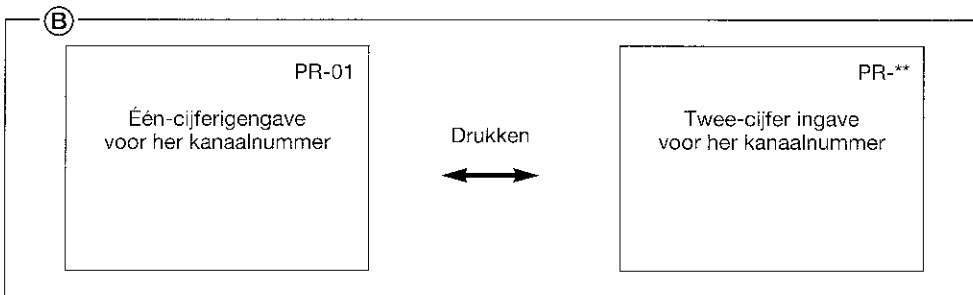 B
PR-01
Één-cijferigengave
voor her kanaalnummer
Drukken
PR-**
Twee-cijfer ingave
voor her kanaalnummer